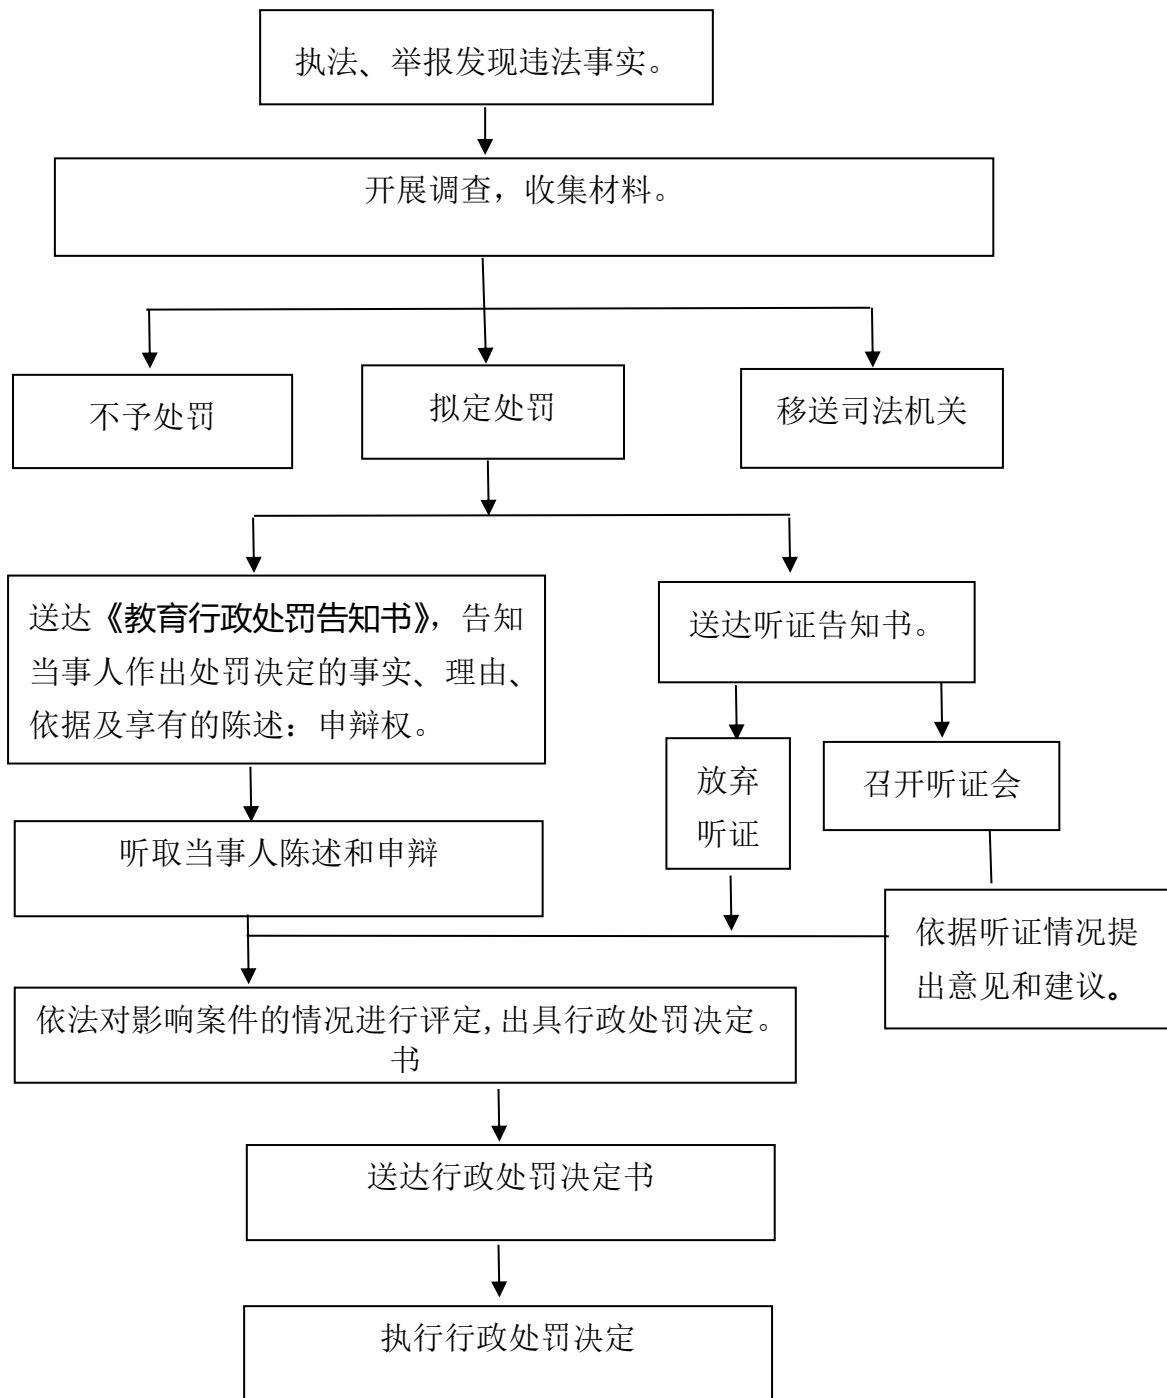 执法、举报发现违法事实。
开展调查，收集材料。
不予处罚
拟定处罚
移送司法机关
送达《教育行政处罚告知书》，告知
当事人作出处罚决定的事实、理由、
依据及享有的陈述：申辩权。
送达听证告知书。
放弃
听证
召开听证会
听取当事人陈述和申辩
依据听证情况提
出意见和建议。
依法对影响案件的情况进行评定,出具行政处罚决定。
书
送达行政处罚决定书
执行行政处罚决定